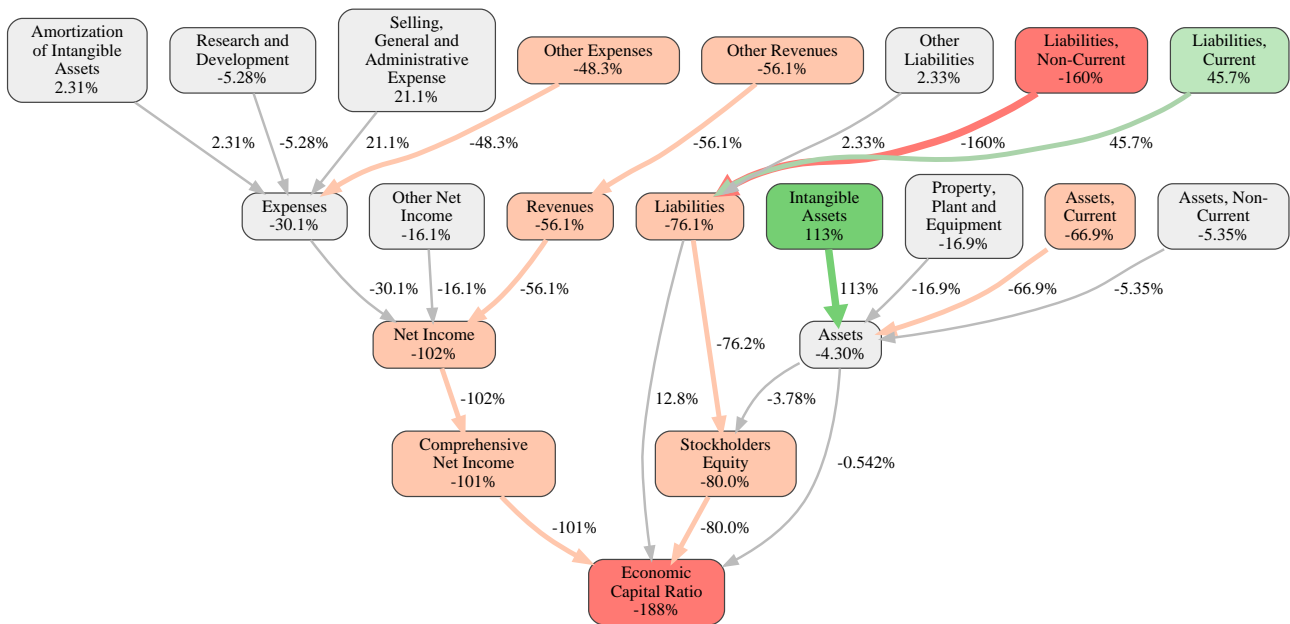 Amortization
of Intangible
Assets
2.31%
Research and
Development
-5.28%
Selling,
General and
Administrative
Expense
21.1%
Other Expenses
-48.3%
Other Revenues
-56.1%
Other
Liabilities
2.33%
Liabilities,
Non-Current
-160%
Liabilities,
Current
45.7%
2.31%
-5.28%
21.1%
-48.3%
-56.1%
2.33%
-160%
45.7%
Expenses
-30.1%
Other Net
Income
-16.1%
Revenues
-56.1%
Liabilities
-76.1%
Intangible
Assets
113%
Property,
Plant and
Equipment
-16.9%
Assets,
Current
-66.9%
Assets, Non-
Current
-5.35%
-30.1%
-16.1%
-56.1%
113%
-16.9%
-66.9%
-5.35%
Net Income
-102%
-76.2%
Assets
-4.30%
-102%
12.8%
-3.78%
Comprehensive
Net Income
-101%
Stockholders
Equity
-80.0%
-0.542%
-101%
-80.0%
Economic
Capital Ratio
-188%